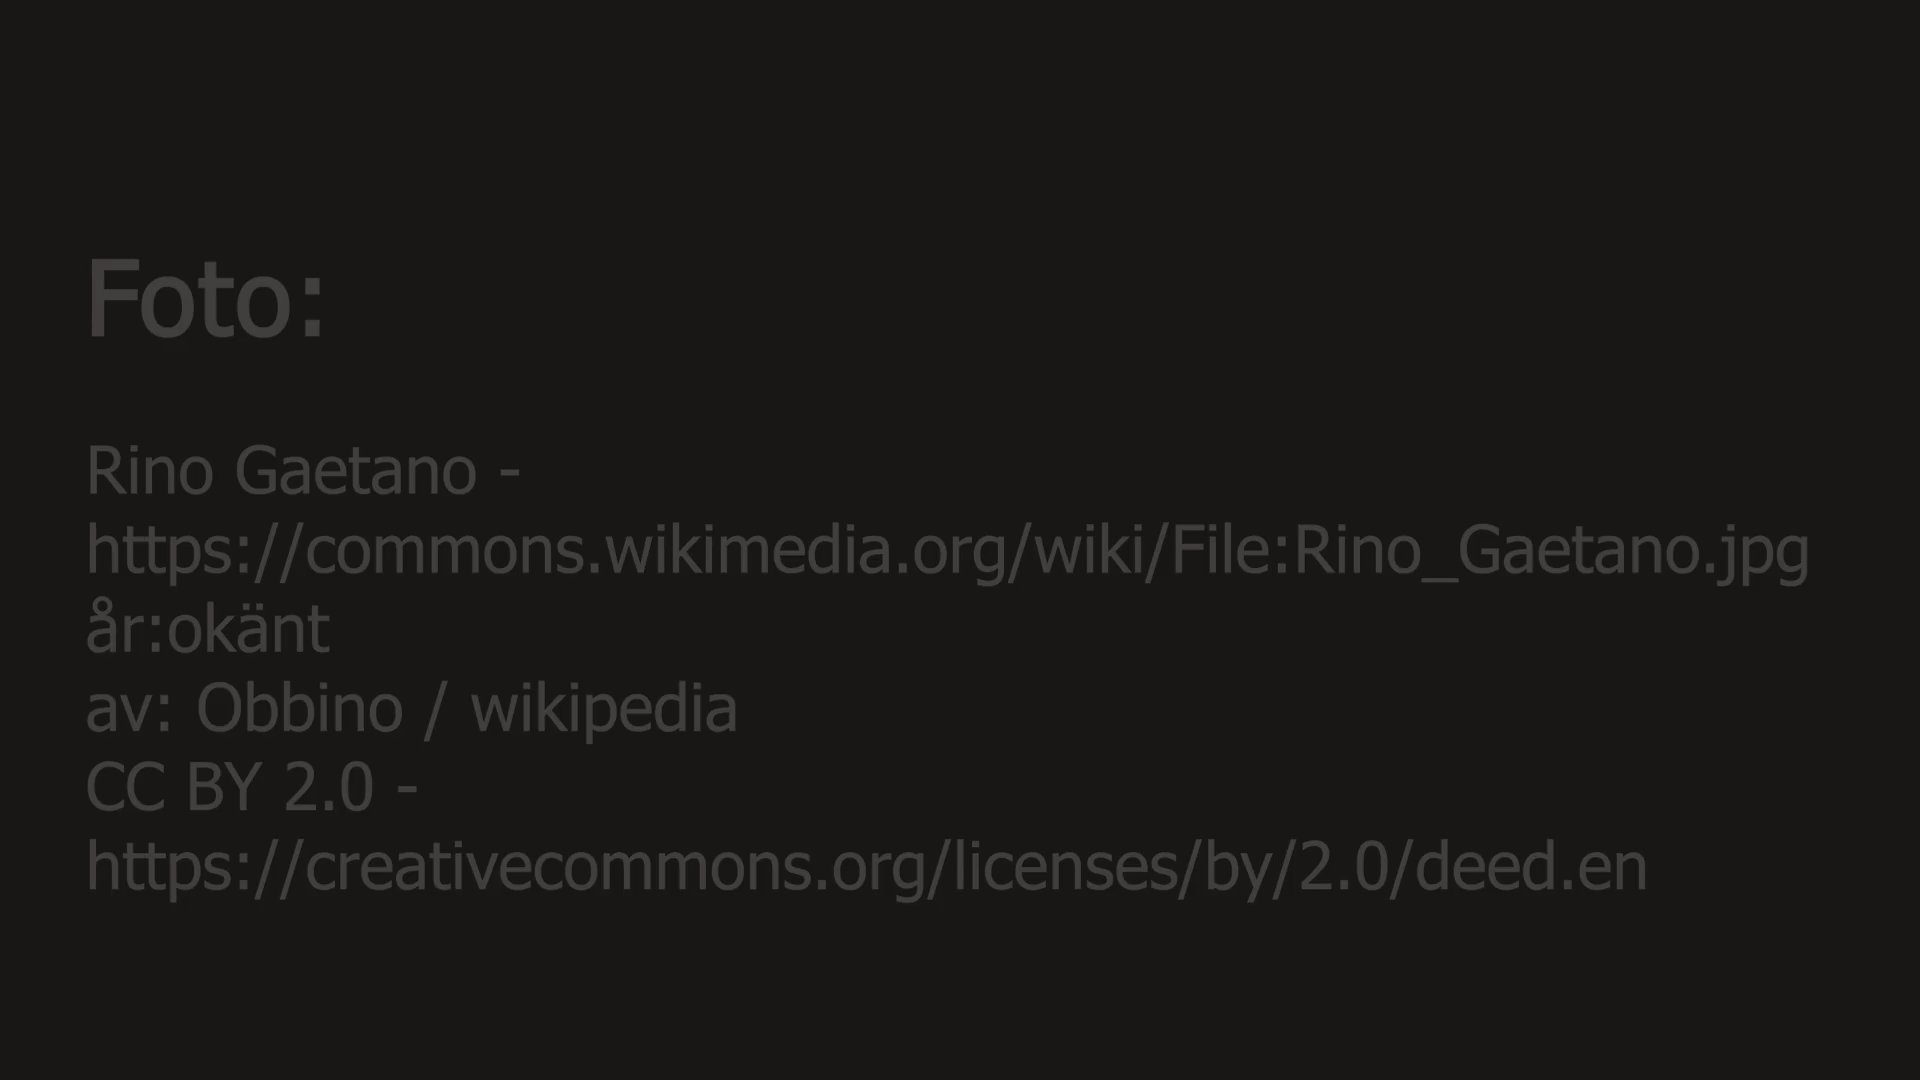 Foto:
Rino Gaetano -
https://commons.wikimedia.org/wiki/File:Rino_Gaetano.jpg
år:okänt
av: Obbino / wikipedia
CC BY 2.0 -
https://creativecommons.org/licenses/by/2.0/deed.en